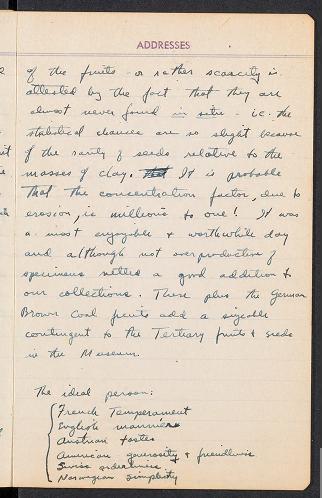 ADDRESSES
of the fruits - or rather scarcity is
attested by the fact that they are
almost never found in situ - i.e. the
statistical chances are so slight because
of the rarity of seeds relative to the
masses of clay. It is probable
that the concentration factor, due to
erosion, is millions to one! It was
a most enjoyable & worthwhile day
and although not overproductive of
specimens netted a good addition to
our collections. These plus the German
Brown Coal fruits add a sizeable
contingent to the Tertiary fruits & seeds
in the Museum.
The ideal person:
French Temperament
English manners
Austrian tastes
American generosity & friendliness
Swiss orderliness
Norwegian simplicity